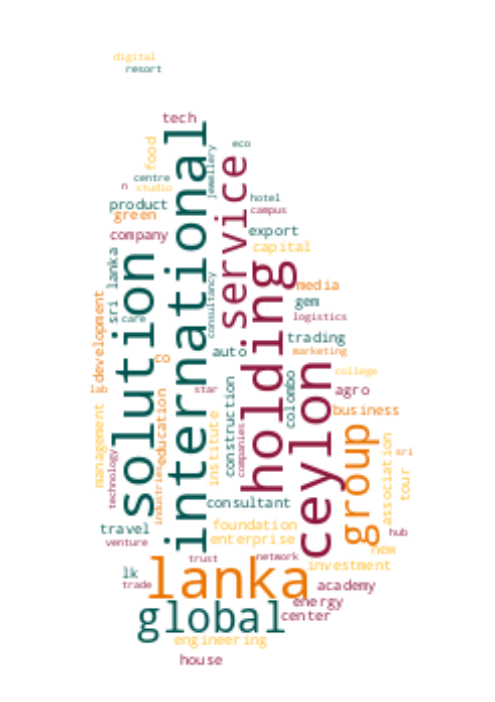 digital
resort
tech
eco
food
jewellery
international
service
centre
n
studio
hotel
product
green
campus
company
export
capital
sri lanka
solution
holding
media
development
gem
consultancy
care
logistics
trading
auto
co
marketing
ceylon
college
lab
star
agro
colombo
construction
management
education
institute
business
group
companies
technology
industries
association
sri
tour
consultant
travel
foundation
enterprise
hub
venture
new
trust
network
investment
lanka
lk
trade
academy
energy
global
center
engineering
house